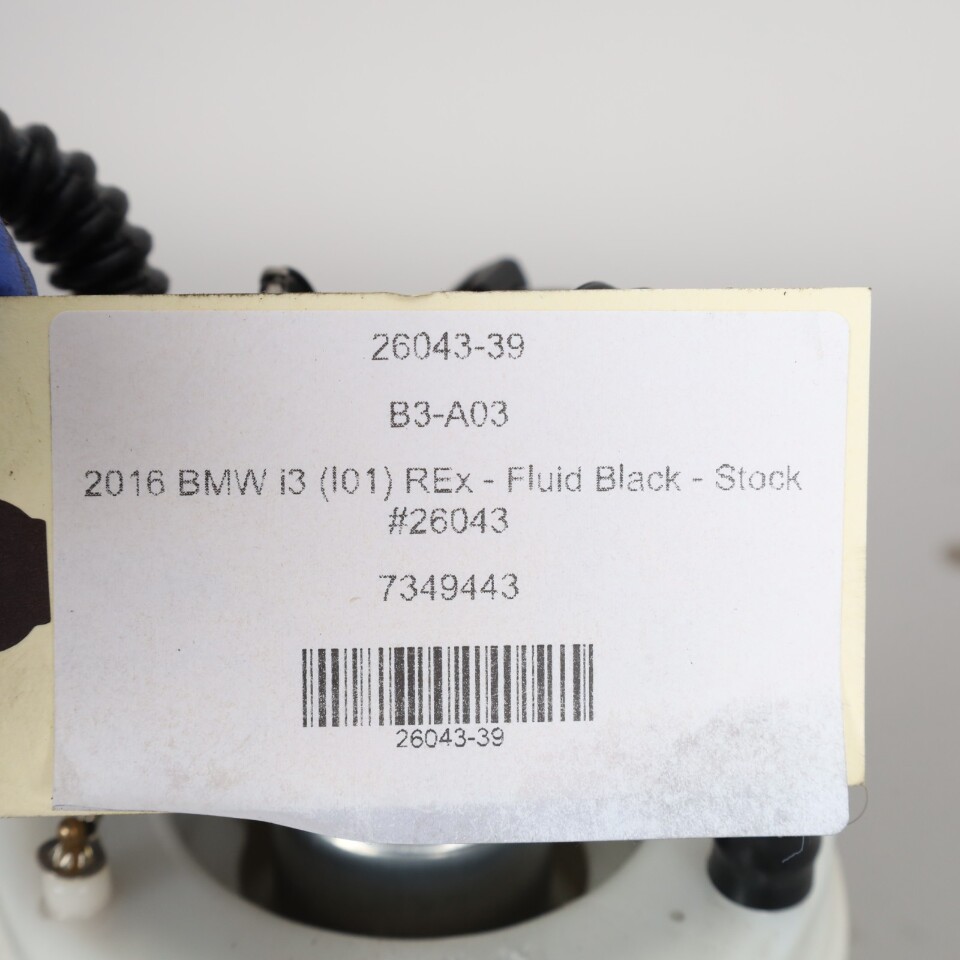 26043-39
B3-A03
2016 BMW i3 (I01) REx - Fluid Black - Stock
#26043
7349443
26043-39